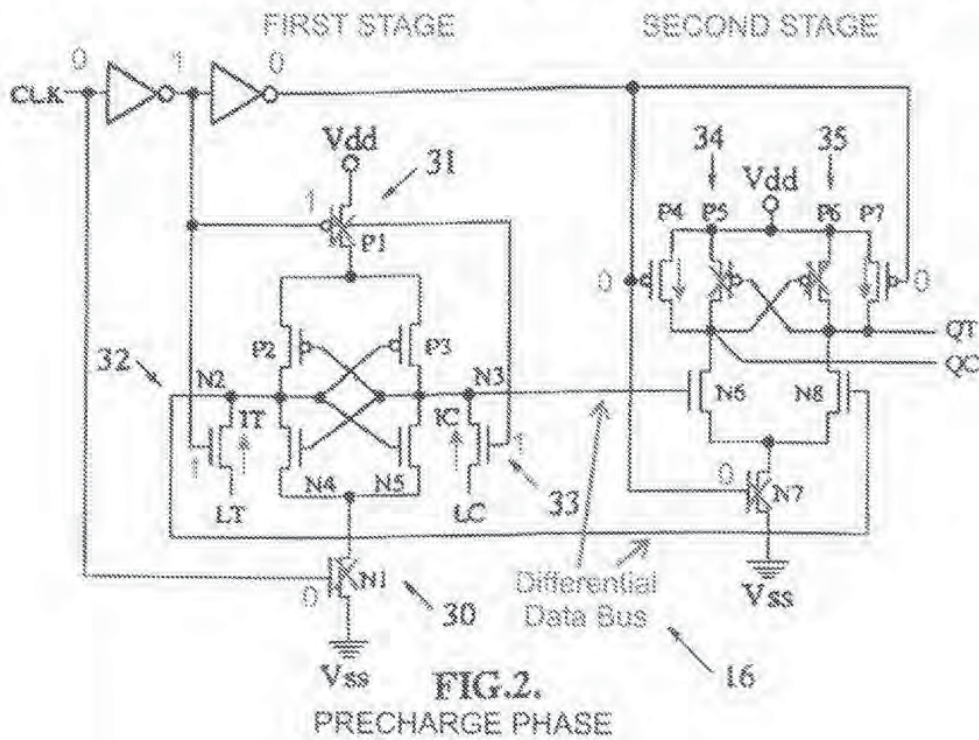 FIRST STAGE SECOND STAGE
0 1 0
CLK
Vdd 31 34 35
Vdd
1 P4 P5 P6 P7
P1
0 0
P2 P3
32 QT
N2 N3 QC
IT IC N6 N8
1 1 0
N4 N5 N7
LT LC 33
Differential
Data Bus
N1 Vss
0 30
Vss 16
FIG.2.
PRECHARGE PHASE